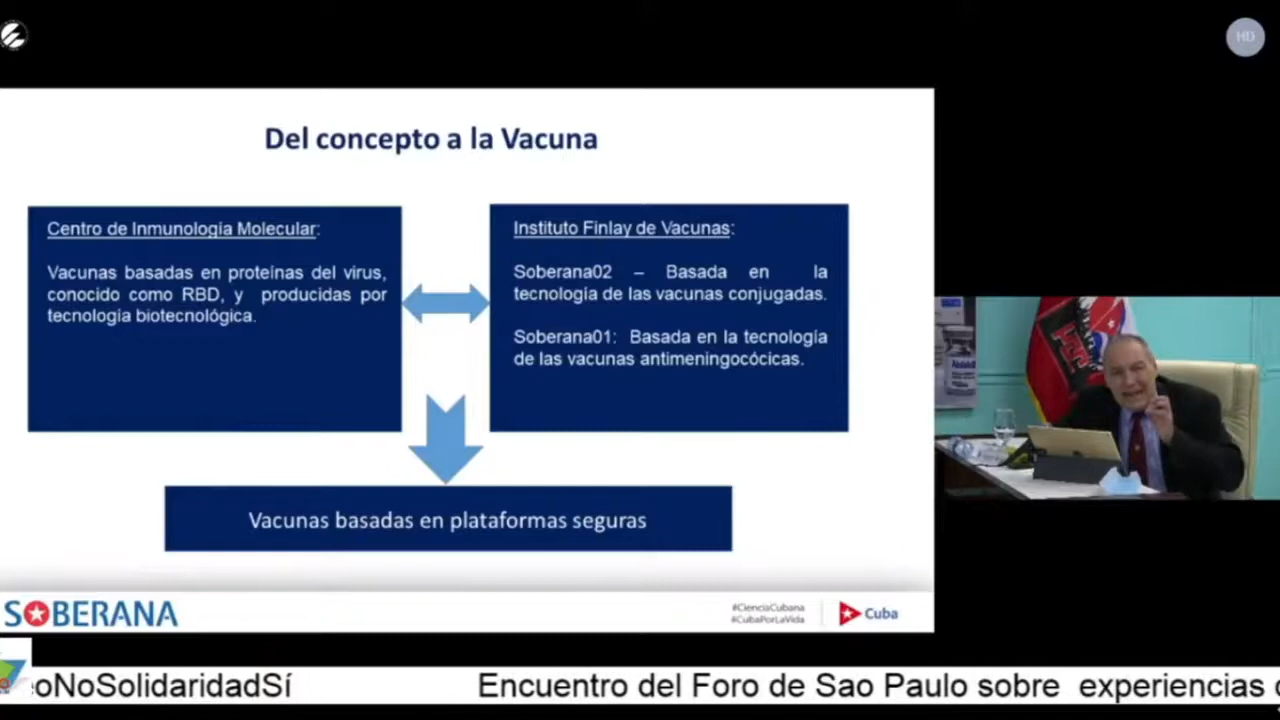 HD
Del concepto a la Vacuna
Centro de Inmunología Molecular:
Vacunas basadas en proteínas del virus,
conocido como RBD, y producidas por
tecnología biotecnológica.
Instituto Finlay de Vacunas:
Soberana02 – Basada en la
tecnología de las vacunas conjugadas.
Soberana01: Basada en la tecnología
de las vacunas antimeningocócicas.
Vacunas basadas en plataformas seguras
SOBERANA
#CienciaCubana
#CubaPorLaVida
Cuba
oNoSolidaridadSí
Encuentro del Foro de Sao Paulo sobre experiencias